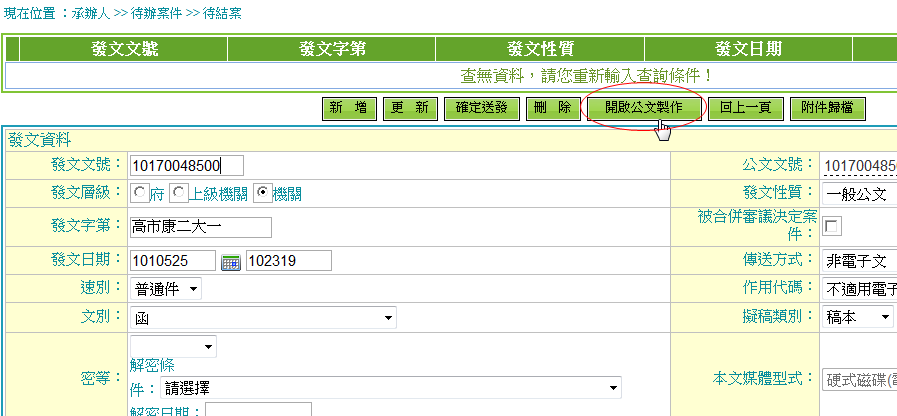 現在位置 ：承辦人 >> 待辦案件 >> 待結案
發文文號 發文字第 發文性質 發文日期
查無資料，請您重新輸入查詢條件！
新 增 更 新 確定送發 刪 除 開啟公文製作 回上一頁 附件歸檔
發文資料
發文文號： 10170048500 公文文號： 101700485
發文層級： 府 上級機關 機關 發文性質： 一般公文
發文字第： 高市康二大一 被合併審議決定案
件：
發文日期： 1010525 102319 傳送方式： 非電子文
速別： 普通件 作用代碼： 不適用電子
文別： 函 擬稿類別： 稿本
解密條
密等： 件： 請選擇 本文媒體型式： 硬式磁碟(電
解密日期：